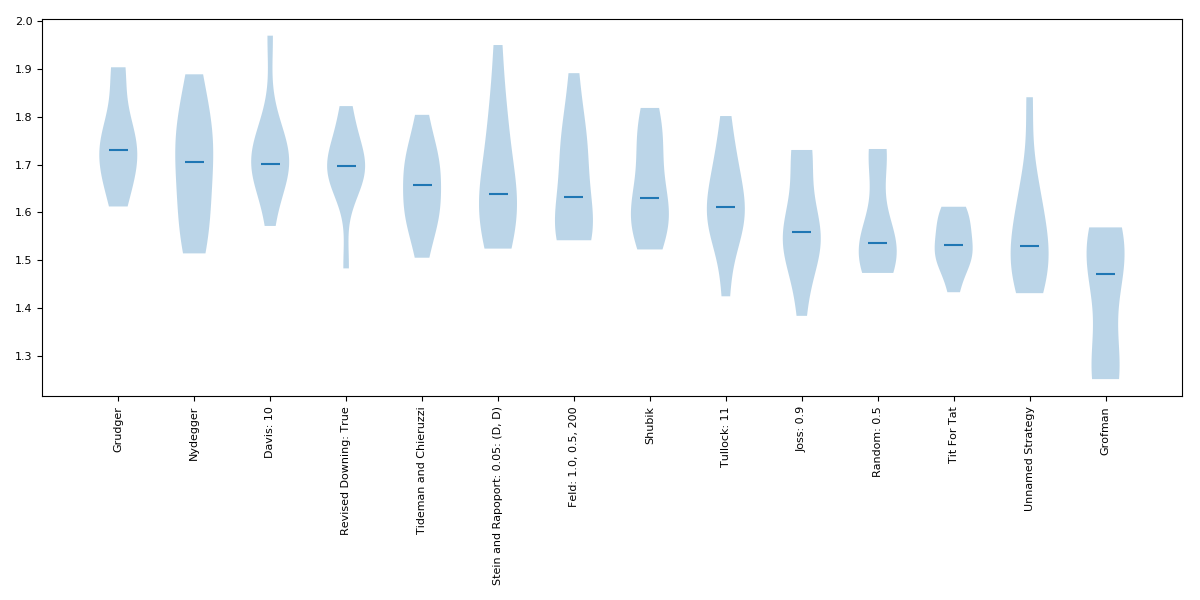 2.0
1.9
1.8
1.7
1.6
1.5
1.4
1.3
Grudger
Nydegger
Davis: 10
Revised Downing: True
Tideman and Chieruzzi
Stein and Rapoport: 0.05: (D, D)
Feld: 1.0, 0.5, 200
Shubik
Tullock: 11
Joss: 0.9
Random: 0.5
Tit For Tat
Unnamed Strategy
Grofman